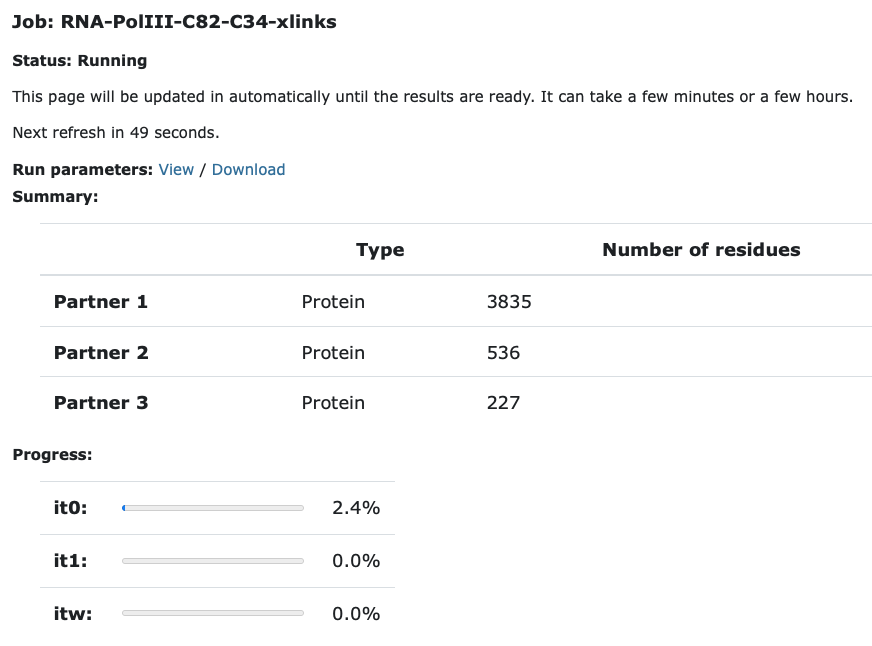 Job: RNA-PolIII-C82-C34-xlinks
Status: Running
This page will be updated in automatically until the results are ready. It can take a few minutes or a few hours.
Next refresh in 49 seconds.
Run parameters: View / Download
Summary:
Type Number of residues
Partner 1 Protein 3835
Partner 2 Protein 536
Partner 3 Protein 227
Progress:
it0: 2.4%
it1: 0.0%
itw: 0.0%